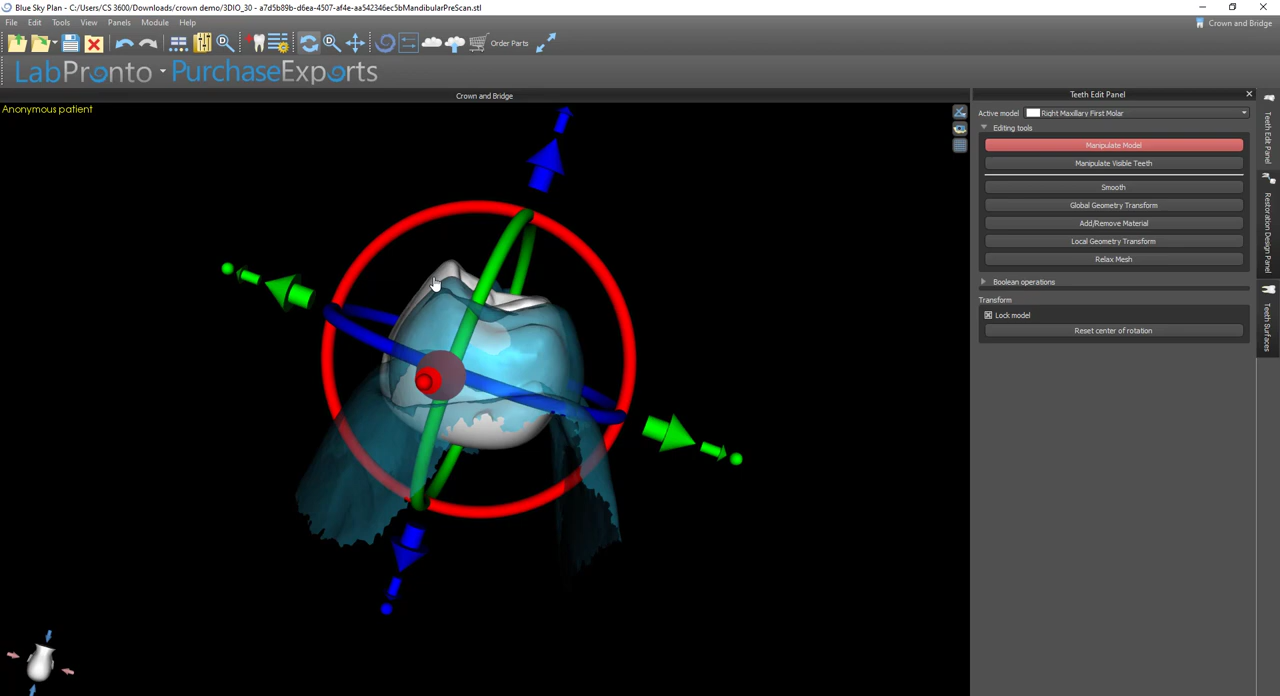 Blue Sky Plan - C:/Users/CS 3600/Downloads/crown demo/3DIO_30 - a7d5b89b-d6ea-4507-af4e-aa542346ec5bMandibularPreScan.stl
File Edit Tools View Panels Module Help
Crown and Bridge
Order Parts
LabPronto PurchaseExports
Crown and Bridge
Teeth Edit Panel
Anonymous patient
Active model Right Maxillary First Molar
Editing tools
Manipulate Model
Manipulate Visible Teeth
Smooth
Global Geometry Transform
Add/Remove Material
Local Geometry Transform
Relax Mesh
Boolean operations
Transform
Lock model
Reset center of rotation
Teeth Edit Panel
Restoration Design Panel
Teeth Surfaces